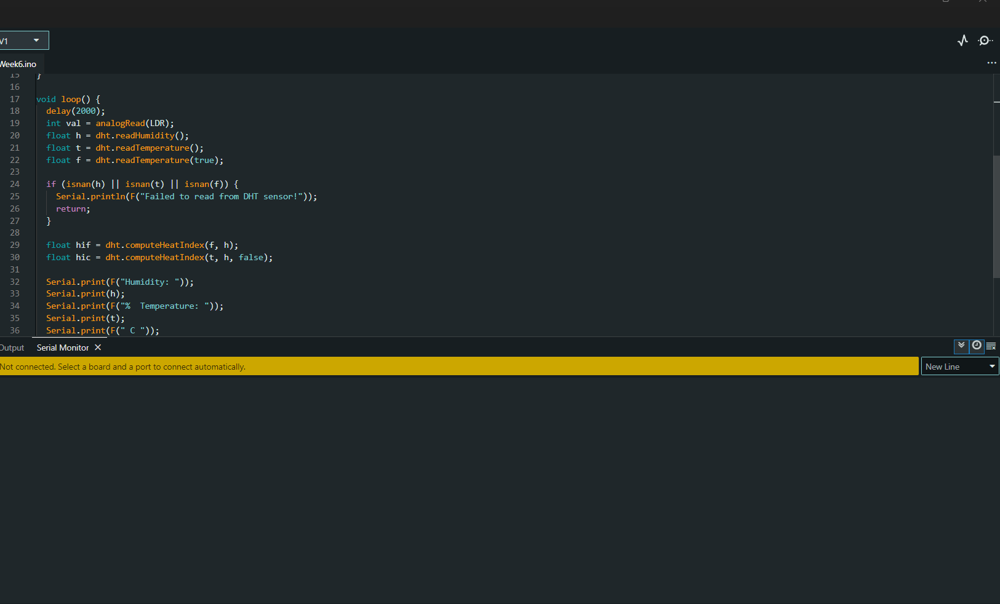 V1
Week6.ino
15 }
16
17 void loop() {
18 delay(2000);
19 int val = analogRead(LDR);
20 float h = dht.readHumidity();
21 float t = dht.readTemperature();
22 float f = dht.readTemperature(true);
23
24 if (isnan(h) || isnan(t) || isnan(f)) {
25 Serial.println(F("Failed to read from DHT sensor!"));
26 return;
27 }
28
29 float hif = dht.computeHeatIndex(f, h);
30 float hic = dht.computeHeatIndex(t, h, false);
31
32 Serial.print(F("Humidity: "));
33 Serial.print(h);
34 Serial.print(F("%  Temperature: "));
35 Serial.print(t);
36 Serial.print(F(" C "));
Output Serial Monitor
Not connected. Select a board and a port to connect automatically. New Line